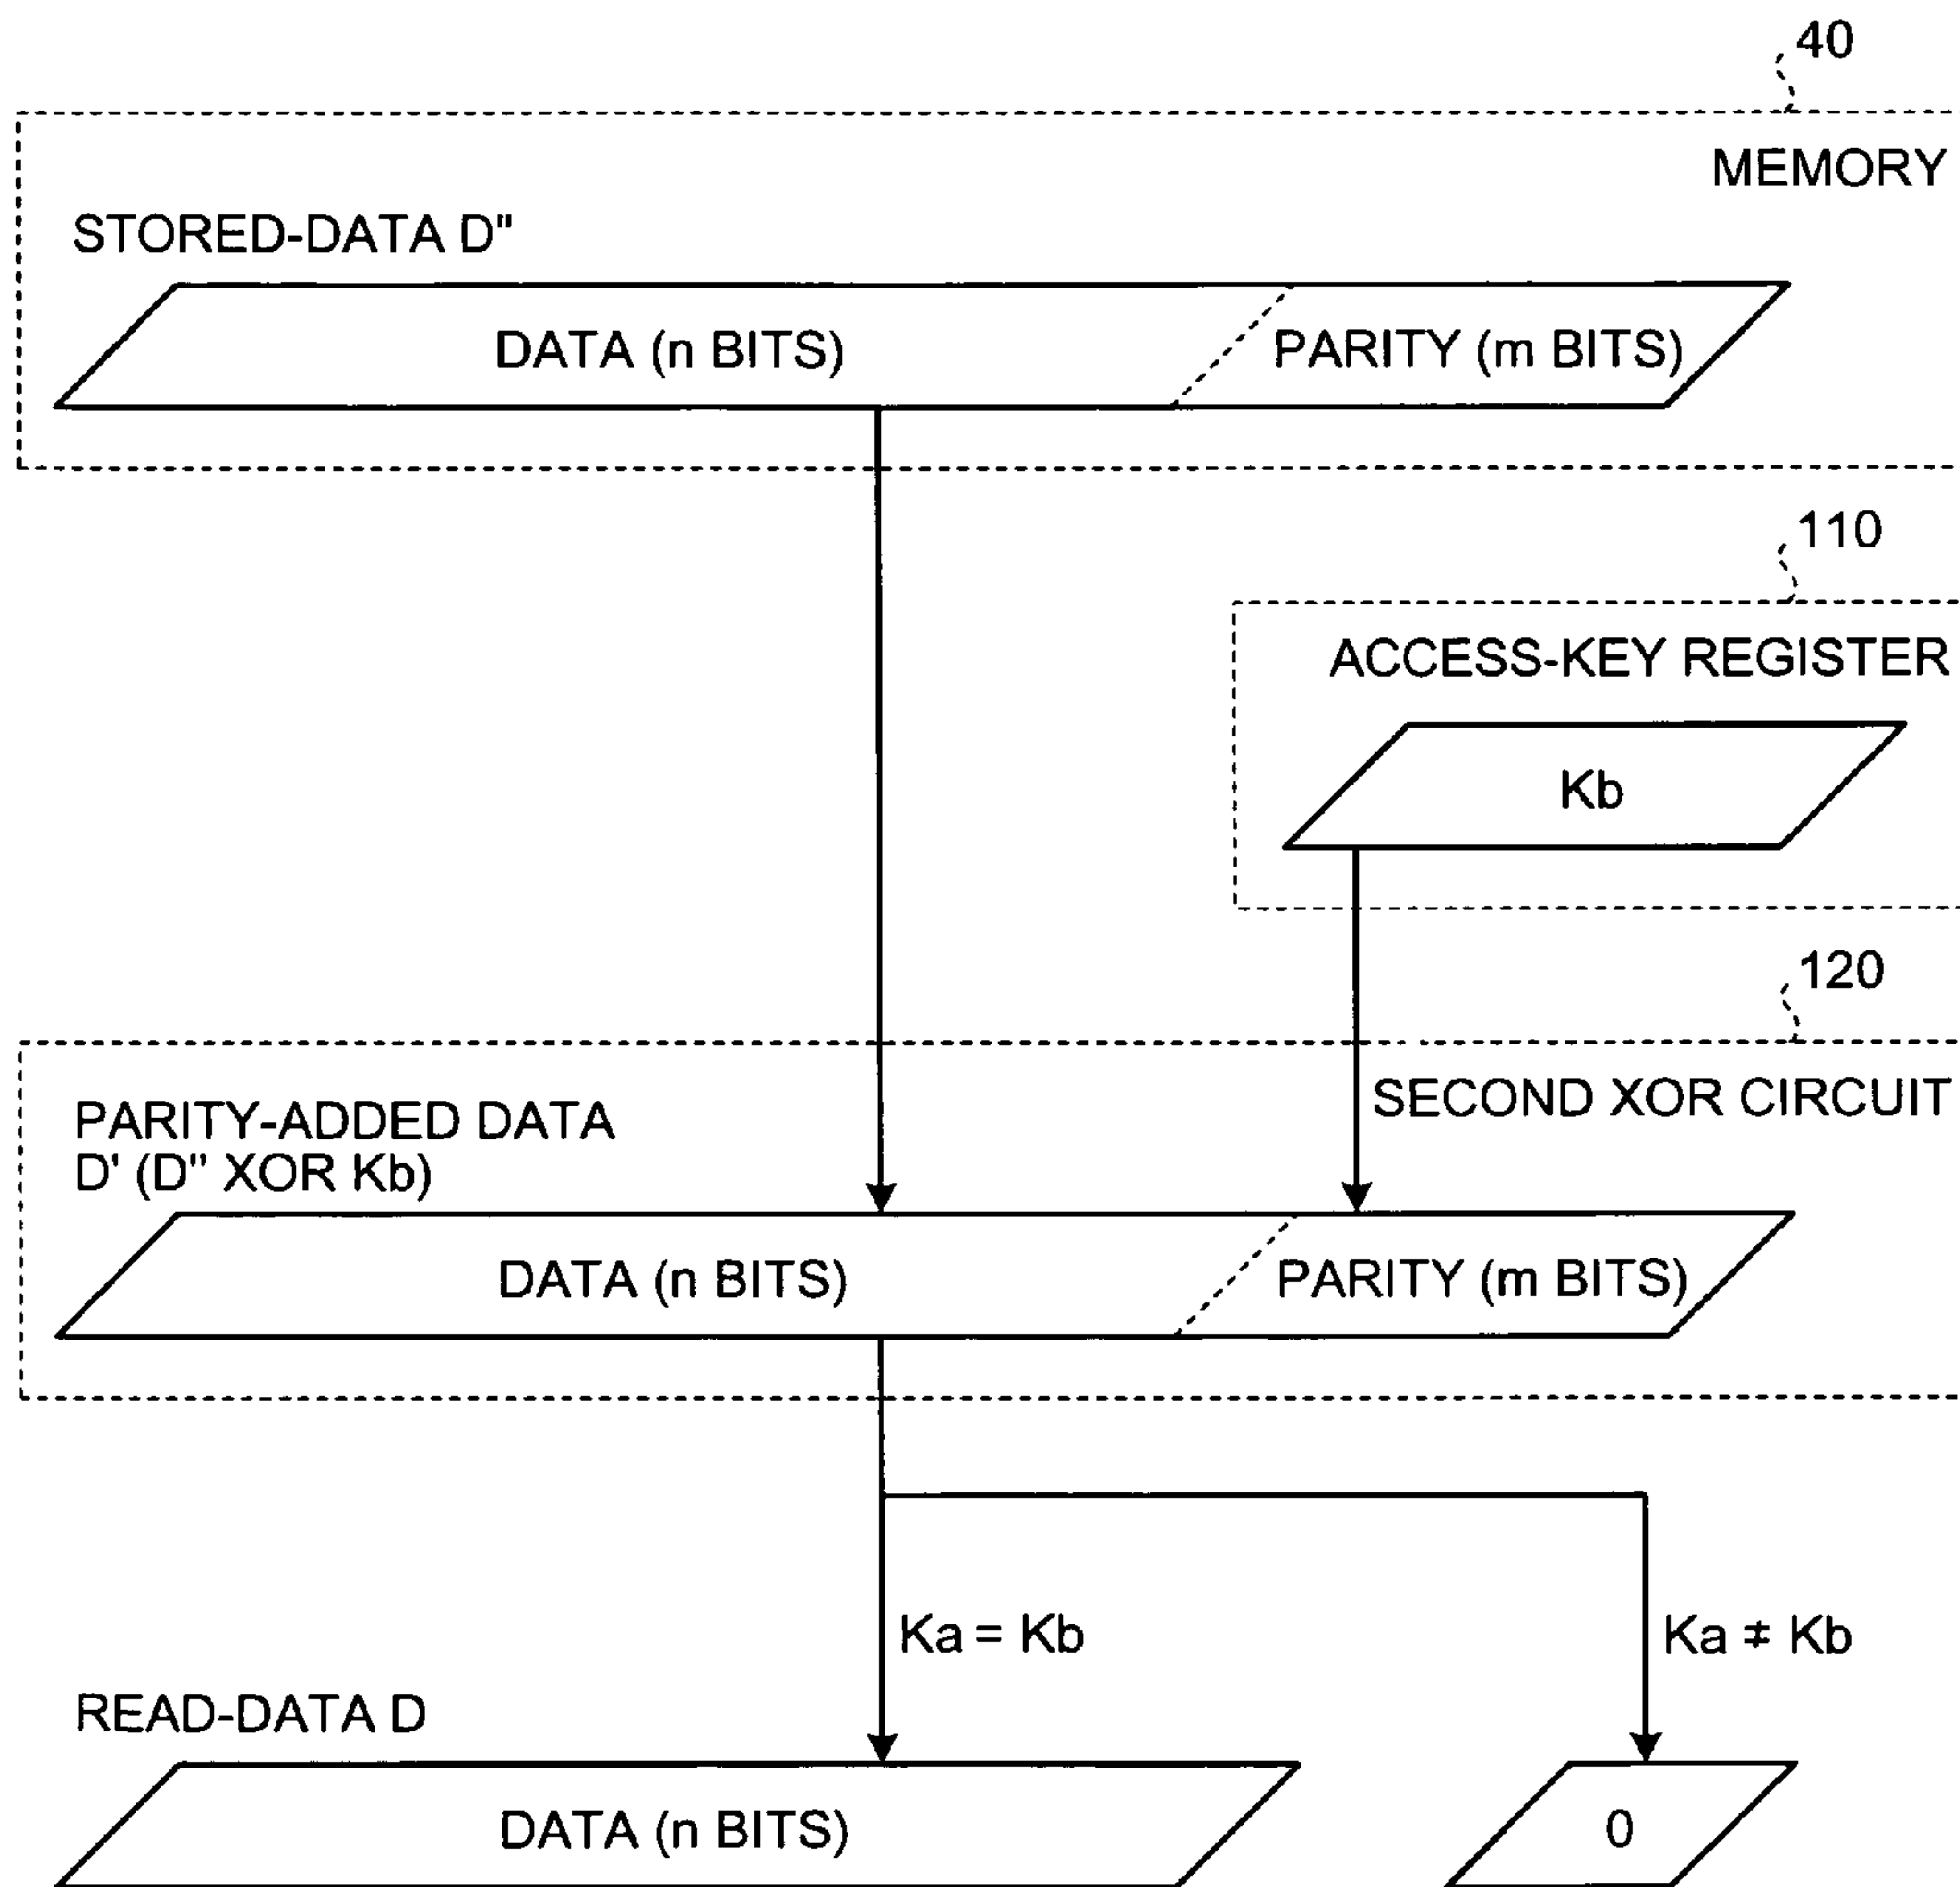 40
MEMORY
STORED-DATA D"
DATA (n BITS)
PARITY (m BITS)
110
ACCESS-KEY REGISTER
Kb
120
SECOND XOR CIRCUIT
PARITY-ADDED DATA
D' (D" XOR Kb)
DATA (n BITS)
PARITY (m BITS)
Ka = Kb
Ka ≠ Kb
READ-DATA D
DATA (n BITS)
0